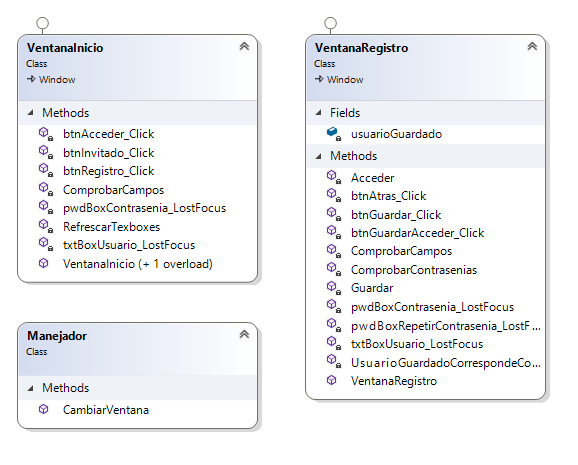 VentanaInicio
Class
Window
Methods
btnAcceder_Click
btnInvitado_Click
btnRegistro_Click
ComprobarCampos
pwdBoxContrasenia_LostFocus
RefrescarTexboxes
txtBoxUsuario_LostFocus
VentanaInicio (+ 1 overload)
Manejador
Class
Methods
CambiarVentana
VentanaRegistro
Class
Window
Fields
usuarioGuardado
Methods
Acceder
btnAtras_Click
btnGuardar_Click
btnGuardarAcceder_Click
ComprobarCampos
ComprobarContrasenias
Guardar
pwdBoxContrasenia_LostFocus
pwdBoxRepetirContrasenia_LostF...
txtBoxUsuario_LostFocus
UsuarioGuardadoCorrespondeCo...
VentanaRegistro